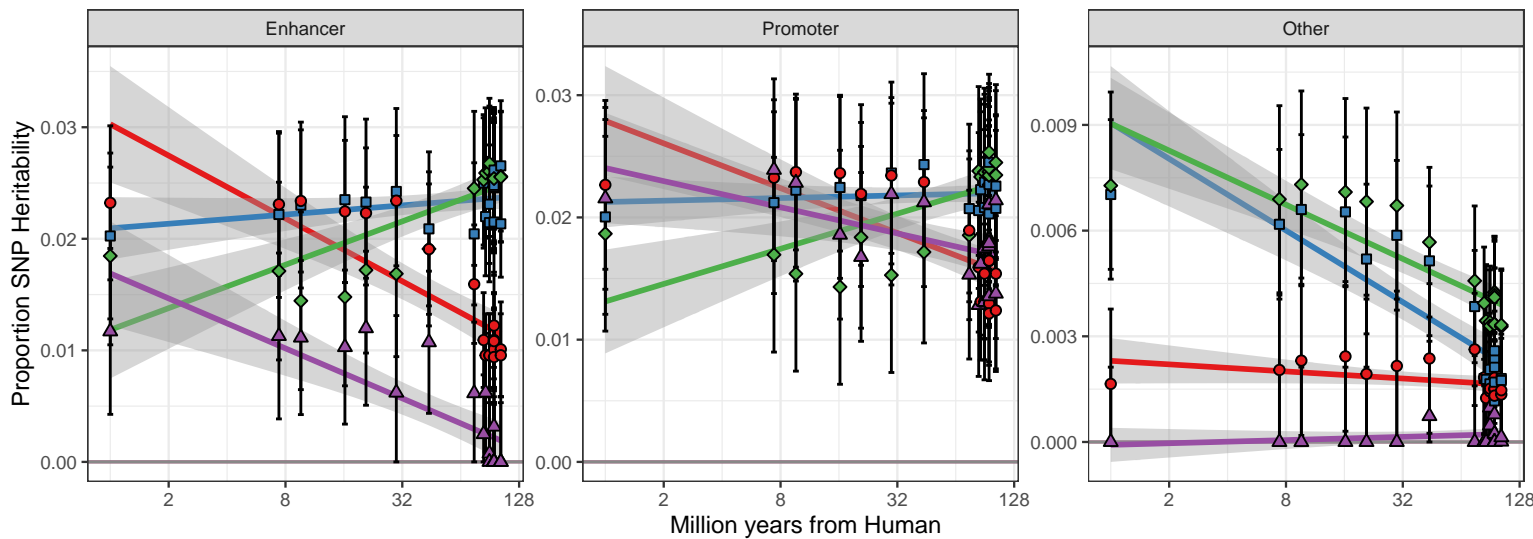 Enhancer Promoter Other
Proportion SNP Heritability
0.03
0.02
0.01
0.00
2 8 32 128
0.03
0.02
0.01
0.00
2 8 32 128
0.009
0.006
0.003
0.000
2 8 32 128
Million years from Human